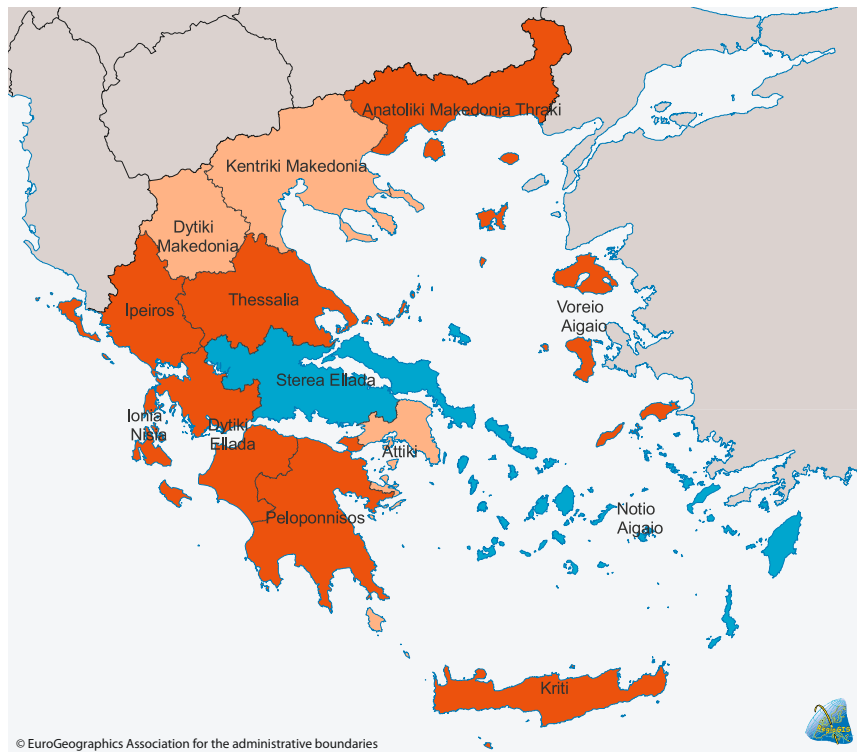 Anatoliki Makedonia Thraki
Kentriki Makedonia
Dytiki
Makedonia
Ipeiros
Thessalia
Voreio
Aigaio
Sterea Ellada
Ionia
Nisia
Dytiki
Ellada
Attiki
Notio
Aigaio
Peloponnisos
Kriti
RegioGIS
© EuroGeographics Association for the administrative boundaries